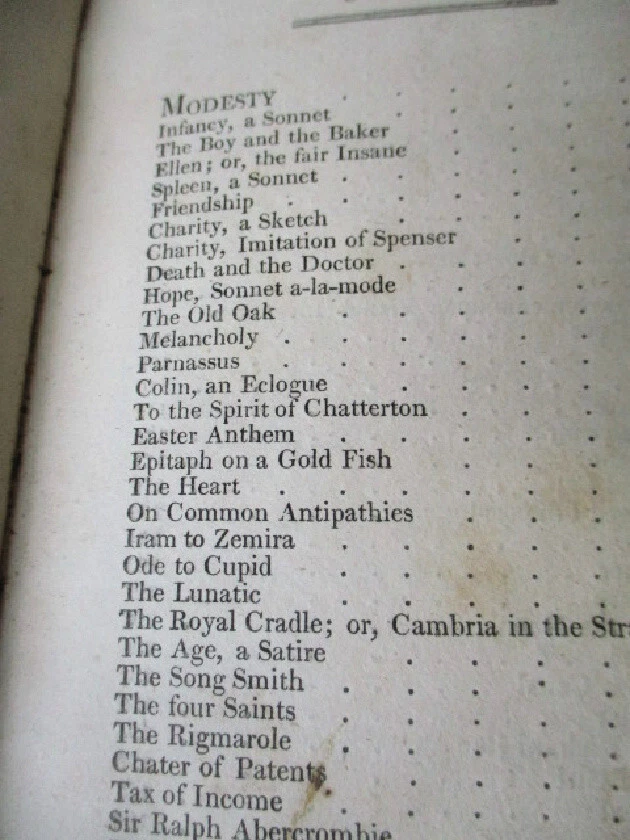 MODESTY
Infancy, a Sonnet
The Boy and the Baker
Ellen; or, the fair Insane
Spleen, a Sonnet
Friendship
Charity, a Sketch
Charity, Imitation of Spenser
Death and the Doctor
Hope, Sonnet a-la-mode
The Old Oak
Melancholy
Parnassus
Colin, an Eclogue
To the Spirit of Chatterton
Easter Anthem
Epitaph on a Gold Fish
The Heart
On Common Antipathies
Iram to Zemira
Ode to Cupid
The Lunatic
The Royal Cradle; or, Cambria in the Str
The Age, a Satire
The Song Smith
The four Saints
The Rigmarole
Chater of Patents
Tax of Income
Sir Ralph Abercrombie